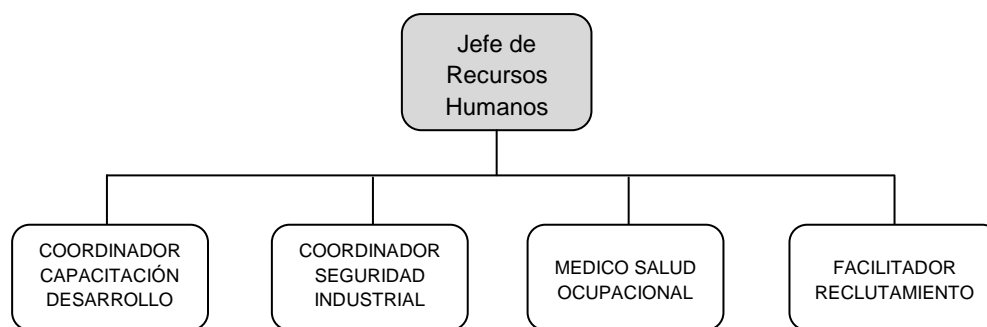 Jefe de
Recursos
Humanos
COORDINADOR
CAPACITACIÓN
DESARROLLO
COORDINADOR
SEGURIDAD
INDUSTRIAL
MEDICO SALUD
OCUPACIONAL
FACILITADOR
RECLUTAMIENTO